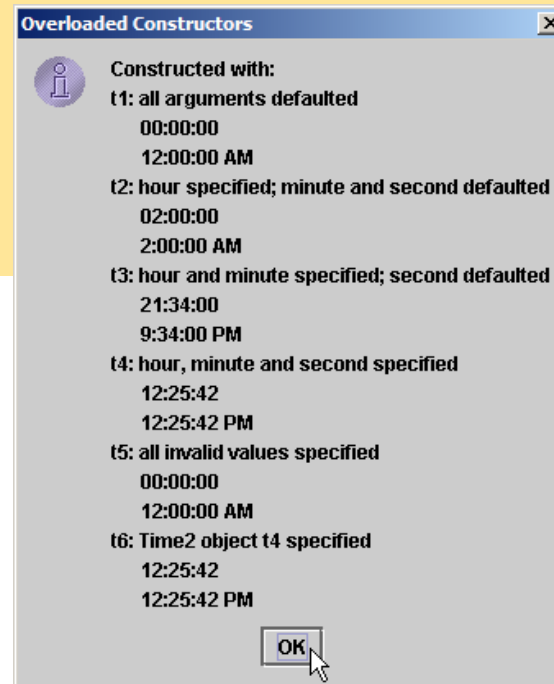 Overloaded Constructors
Constructed with:
t1: all arguments defaulted
00:00:00
12:00:00 AM
t2: hour specified; minute and second defaulted
02:00:00
2:00:00 AM
t3: hour and minute specified; second defaulted
21:34:00
9:34:00 PM
t4: hour, minute and second specified
12:25:42
12:25:42 PM
t5: all invalid values specified
00:00:00
12:00:00 AM
t6: Time2 object t4 specified
12:25:42
12:25:42 PM
OK